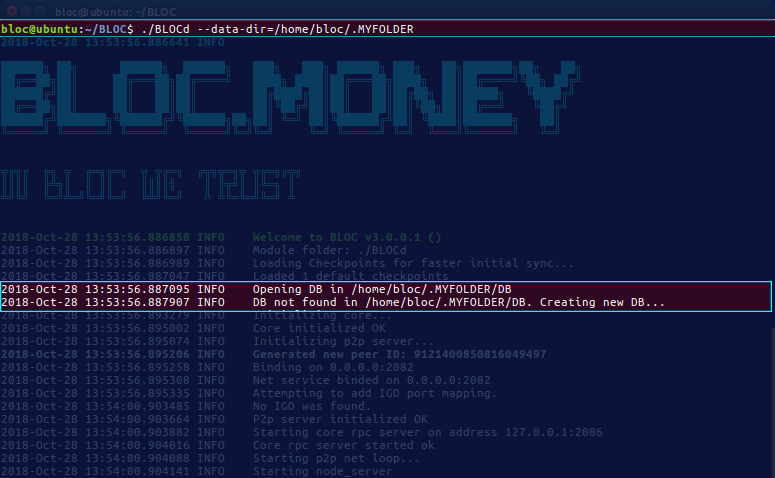 bloc@ubuntu: ~/BLOC
bloc@ubuntu:~/BLOC$ ./BLOCd --data-dir=/home/bloc/.MYFOLDER
2018-Oct-28 13:53:56.886641 INFO
BLOC.MONEY
IN BLOC WE TRUST
2018-Oct-28 13:53:56.886858 INFO Welcome to BLOC v3.0.0.1 ()
2018-Oct-28 13:53:56.886897 INFO Module folder: ./BLOCd
2018-Oct-28 13:53:56.886989 INFO Loading Checkpoints for faster initial sync...
2018-Oct-28 13:53:56.887047 INFO Loaded 1 default checkpoints
2018-Oct-28 13:53:56.887095 INFO Opening DB in /home/bloc/.MYFOLDER/DB
2018-Oct-28 13:53:56.887907 INFO DB not found in /home/bloc/.MYFOLDER/DB. Creating new DB...
2018-Oct-28 13:53:56.893279 INFO Initializing core...
2018-Oct-28 13:53:56.895002 INFO Core initialized OK
2018-Oct-28 13:53:56.895074 INFO Initializing p2p server...
2018-Oct-28 13:53:56.895206 INFO Generated new peer ID: 9121400850816049497
2018-Oct-28 13:53:56.895258 INFO Binding on 0.0.0.0:2082
2018-Oct-28 13:53:56.895308 INFO Net service binded on 0.0.0.0:2082
2018-Oct-28 13:53:56.895335 INFO Attempting to add IGD port mapping.
2018-Oct-28 13:54:00.903485 INFO No IGD was found.
2018-Oct-28 13:54:00.903664 INFO P2p server initialized OK
2018-Oct-28 13:54:00.903882 INFO Starting core rpc server on address 127.0.0.1:2086
2018-Oct-28 13:54:00.904016 INFO Core rpc server started ok
2018-Oct-28 13:54:00.904088 INFO Starting p2p net loop...
2018-Oct-28 13:54:00.904141 INFO Starting node_server